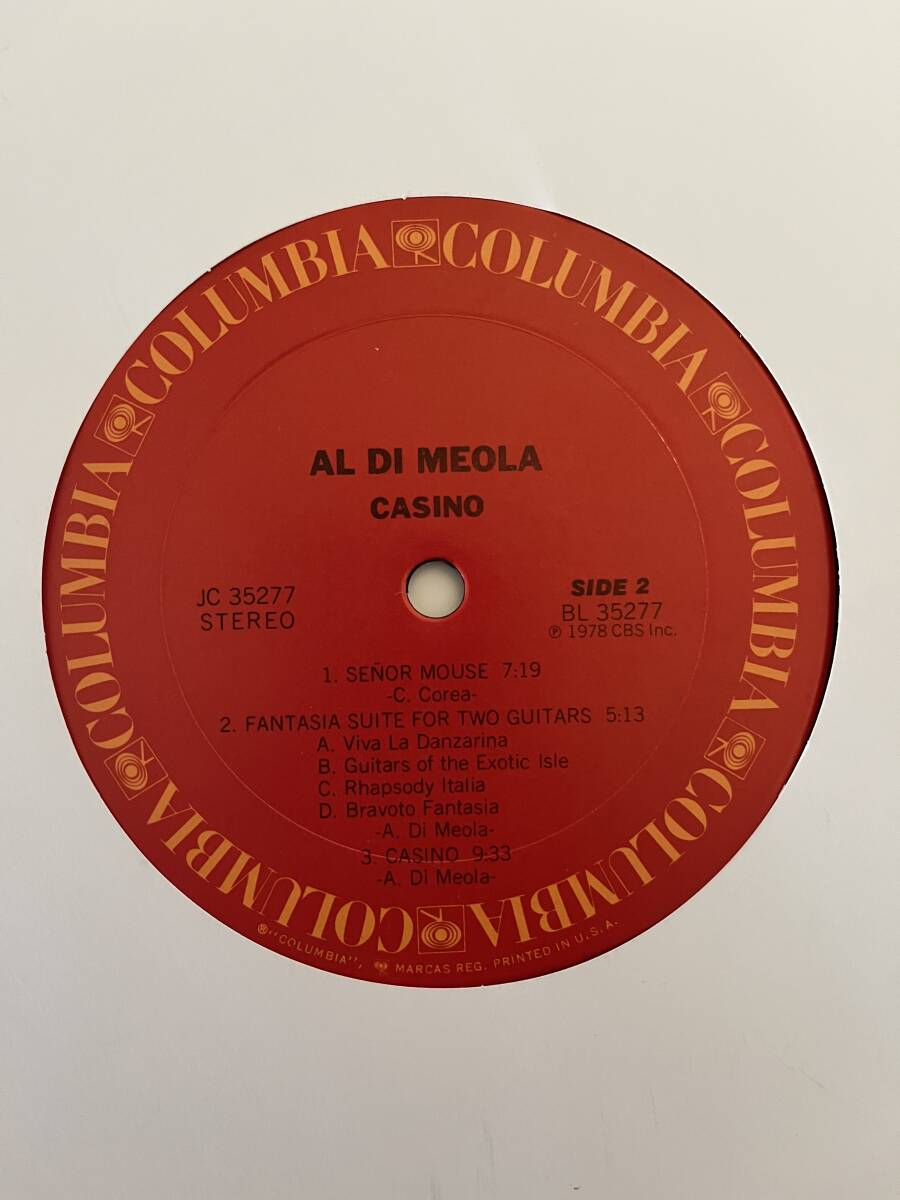 COLUMBIA COLUMBIA COLUMBIA COLUMBIA COLUMBIA COLUMBIA
AL DI MEOLA
CASINO
JC 35277
STEREO
SIDE 2
BL 35277
Ⓟ 1978 CBS Inc.
1. SEÑOR MOUSE 7:19
-C. Corea-
2. FANTASIA SUITE FOR TWO GUITARS 5:13
A. Viva La Danzarina
B. Guitars of the Exotic Isle
C. Rhapsody Italia
D. Bravoto Fantasia
-A. Di Meola-
3. CASINO 9:33
-A. Di Meola-
®"COLUMBIA", MARCAS REG. PRINTED IN U.S.A.